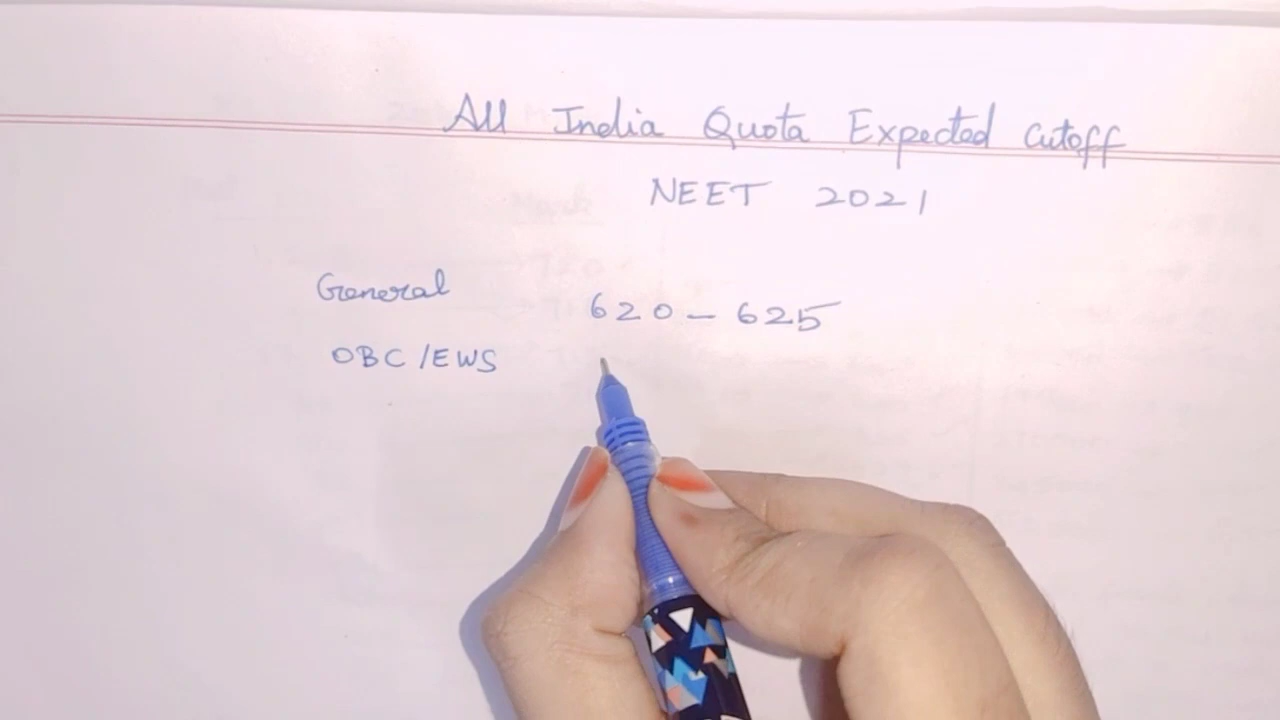 All India Quota Expected Cutoff
NEET 2021
General 620 - 625
OBC/EWS